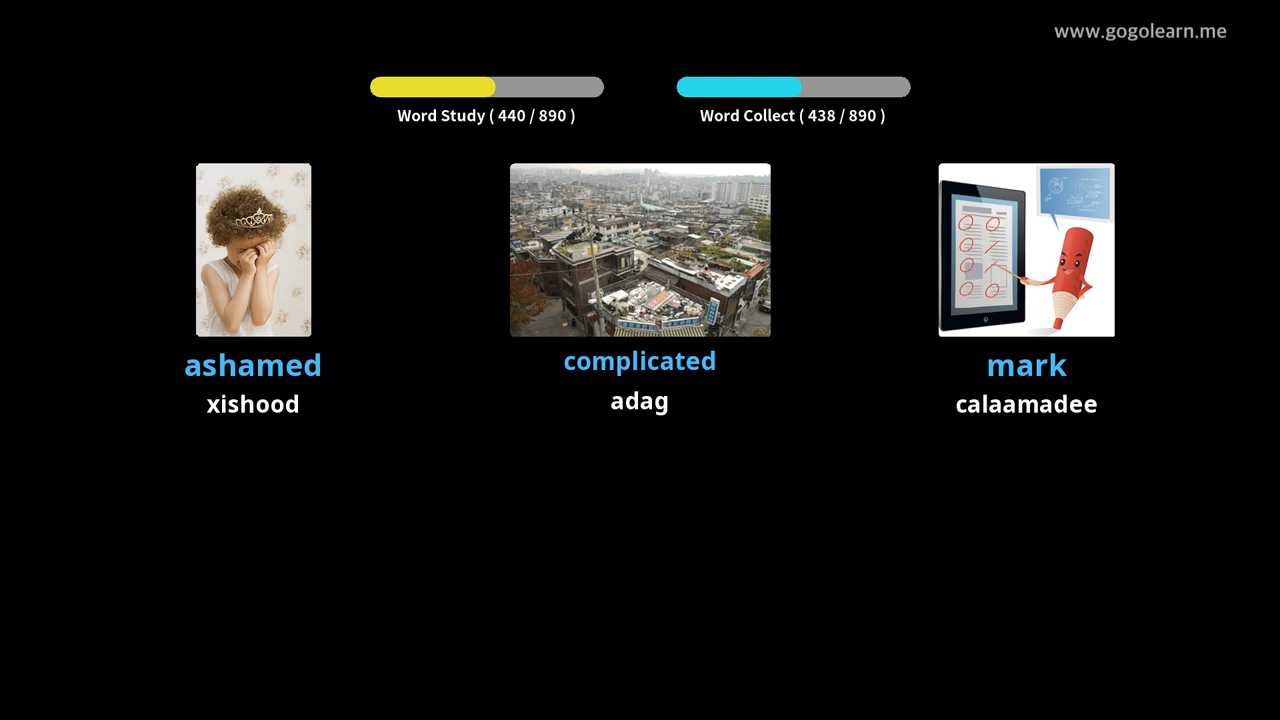 www.gogolearn.me
Word Study ( 440 / 890 )
Word Collect ( 438 / 890 )
ashamed
complicated
mark
xishood
adag
calaamadee